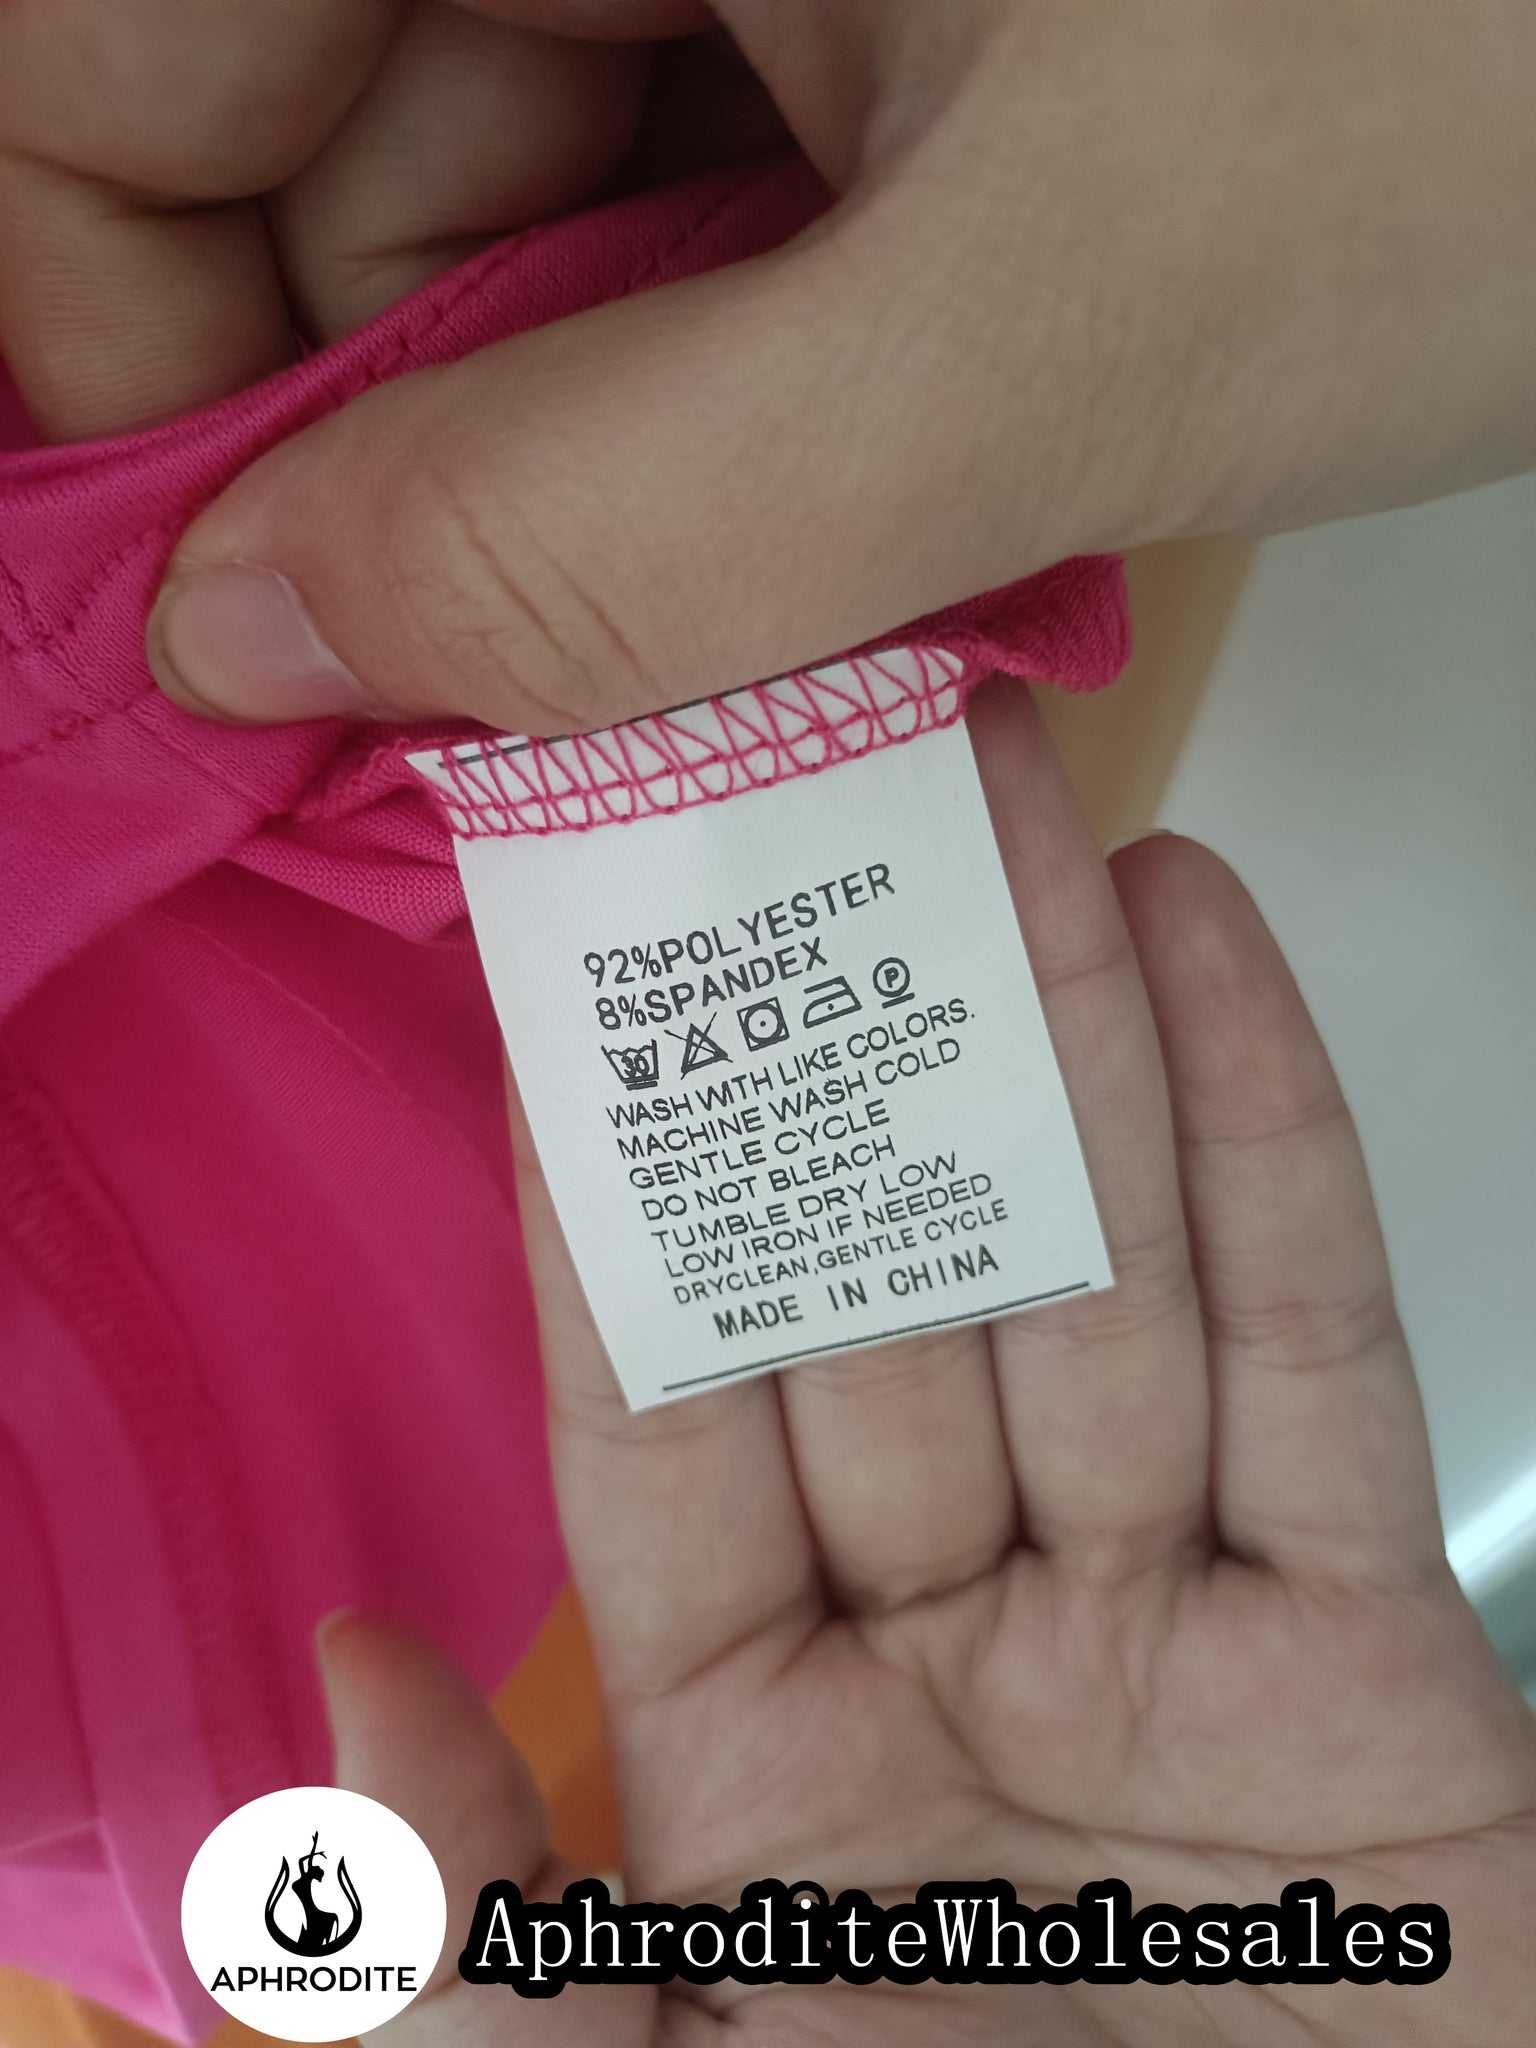 92%POLYESTER
8%SPANDEX
30 P
WASH WITH LIKE COLORS.
MACHINE WASH COLD
GENTLE CYCLE
DO NOT BLEACH
TUMBLE DRY LOW
LOW IRON IF NEEDED
DRYCLEAN,GENTLE CYCLE
MADE IN CHINA
APHRODITE
AphroditeWholesales